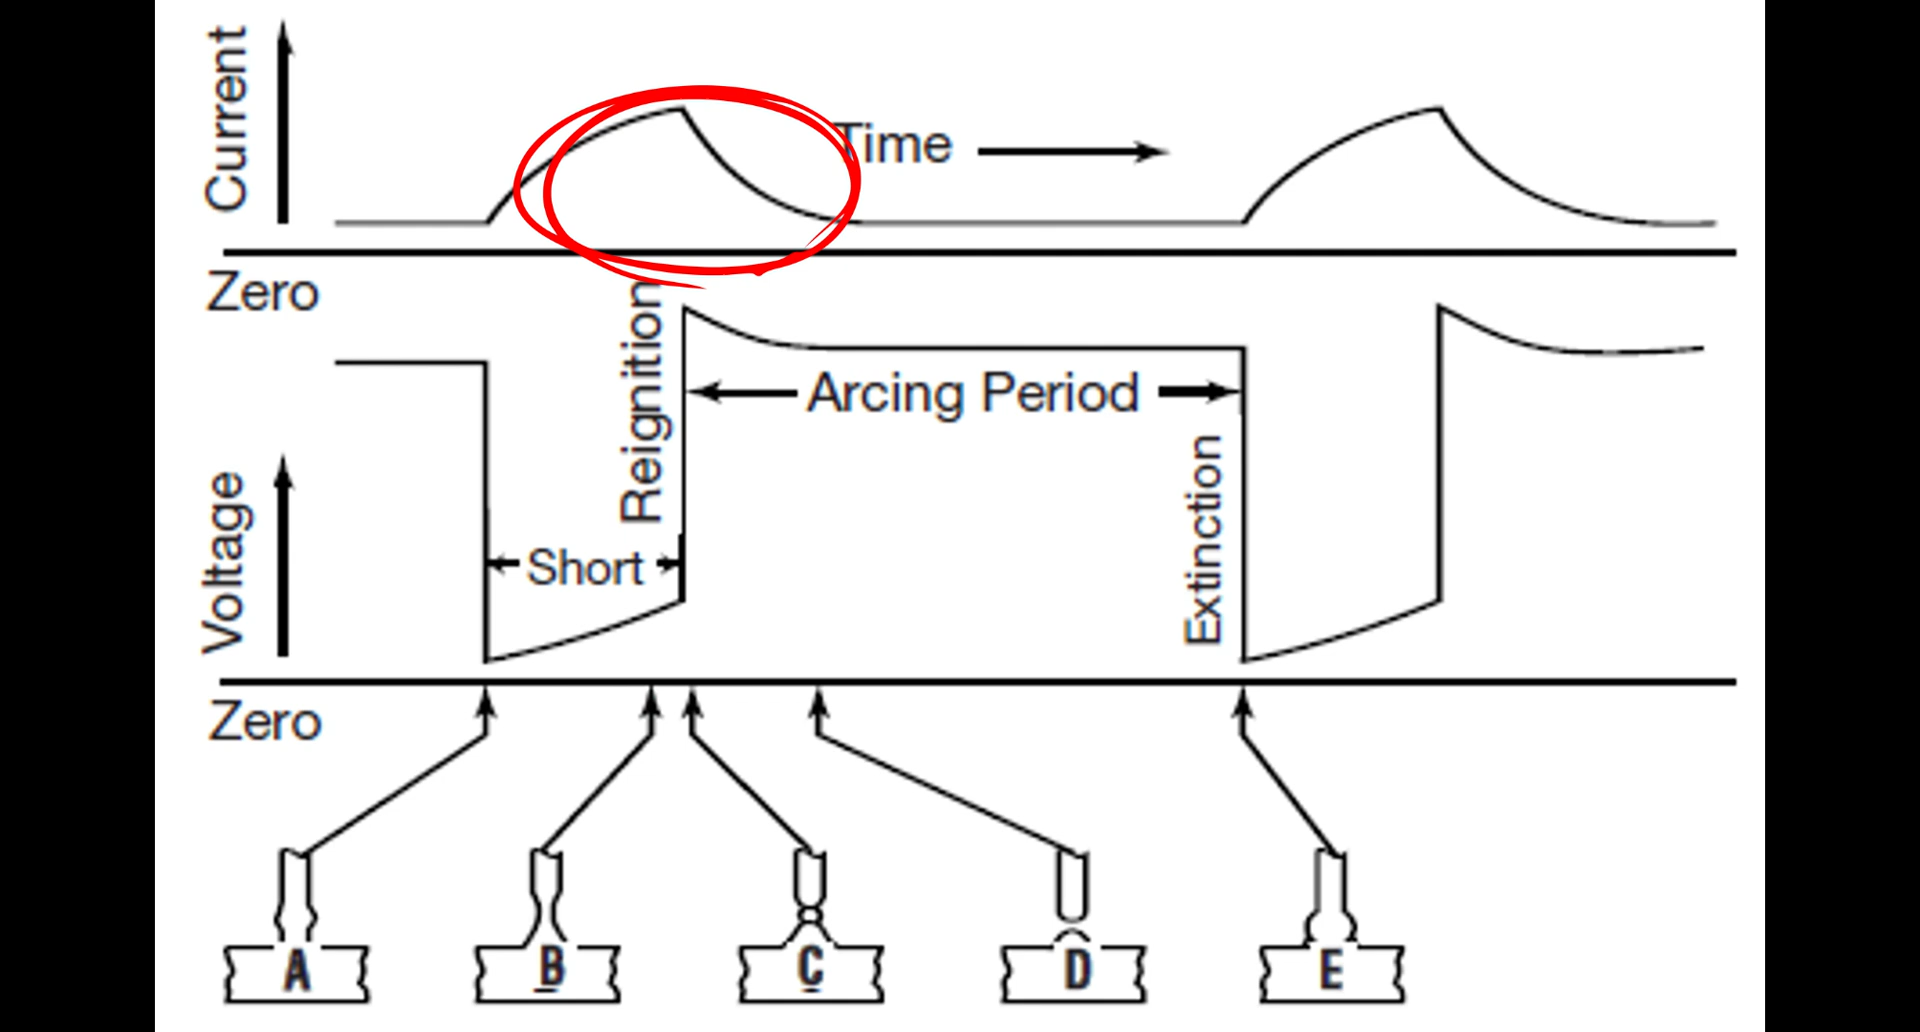 Current
Time
Zero
Reignition
Arcing Period
Voltage
Short
Extinction
Zero
A
B
C
D
E